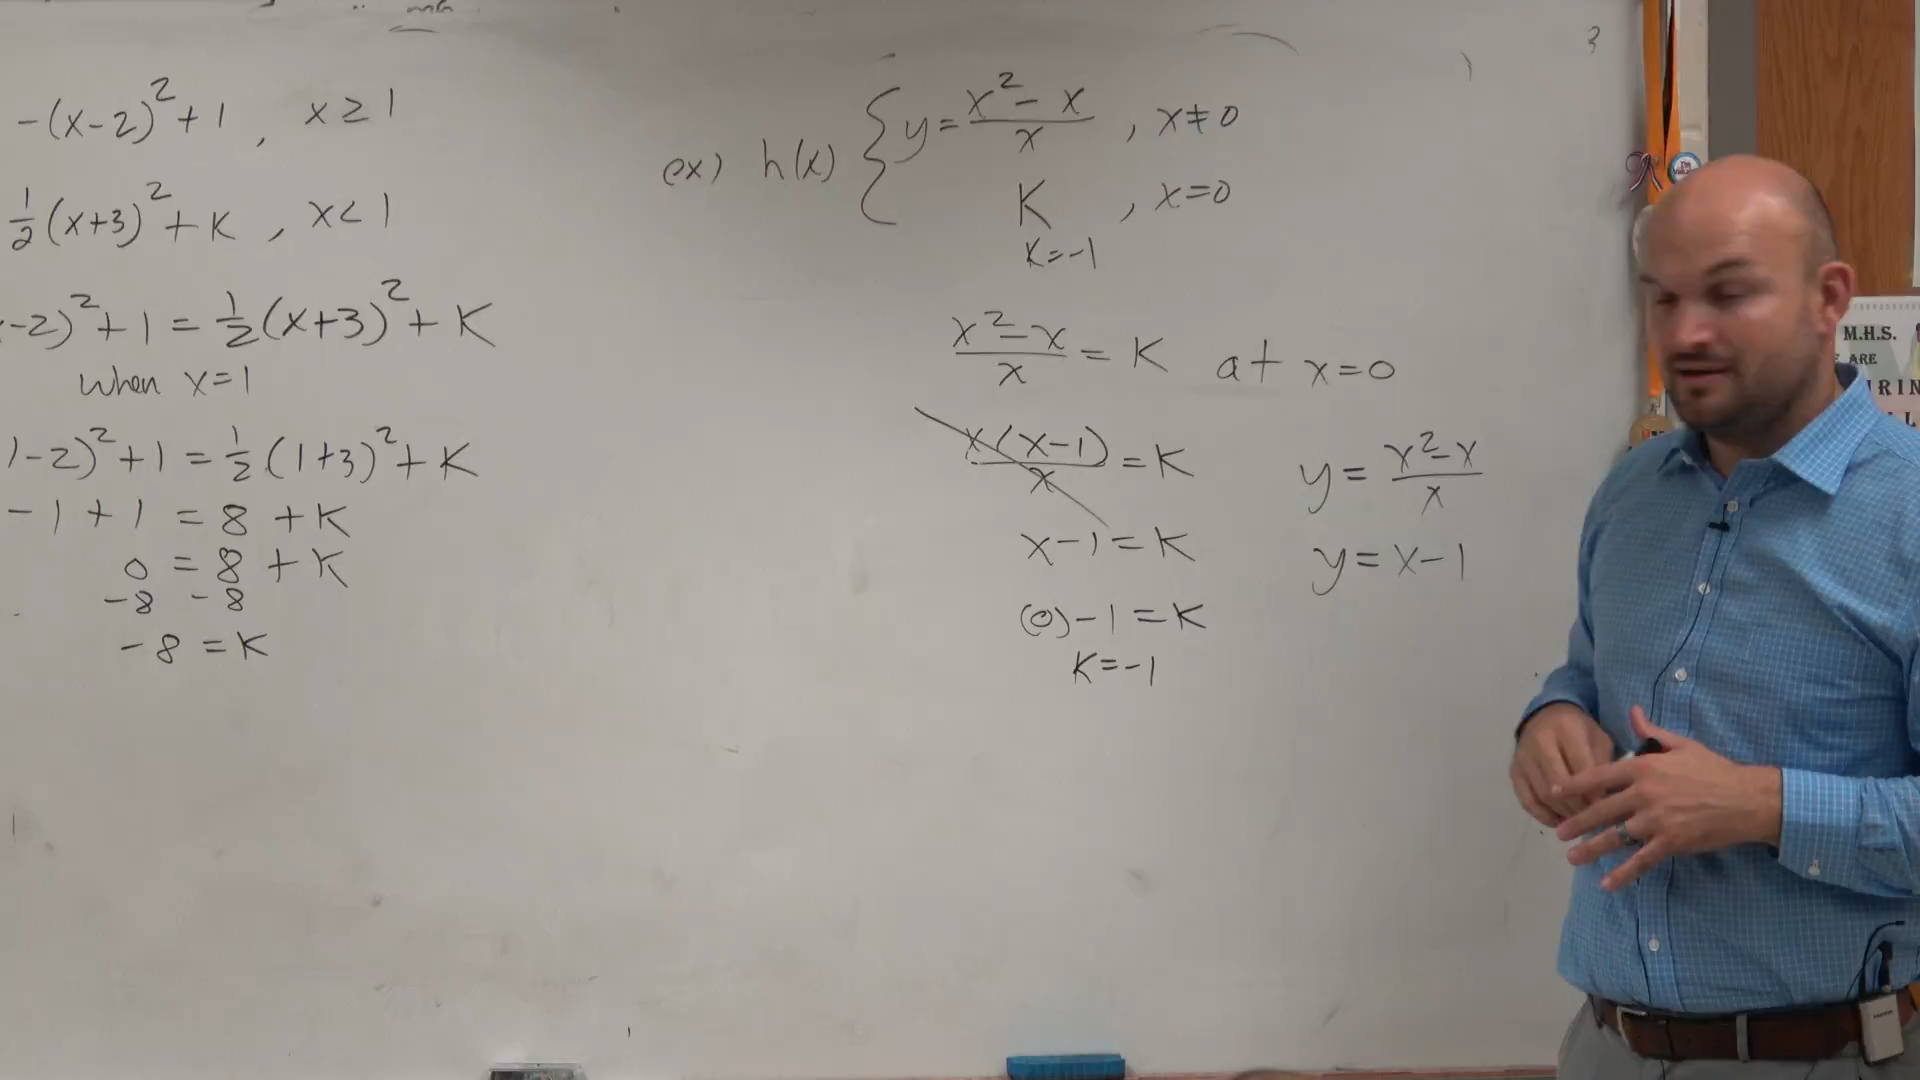 -(x-2)²+1, x≥1
½(x+3)²+K, x<1
-2)²+1=½(x+3)²+K
when x=1
1-2)²+1=½(1+3)²+K
-1+1=8+K
0=8+K
-8 -8
-8=K
ex) h(x) { y=(x²-x)/x, x≠0
K, x=0
K=-1
(x²-x)/x=K at x=0
x(x-1)/x=K
x-1=K
(0)-1=K
K=-1
y=(x²-x)/x
y=x-1
3
M.H.S.
ARE